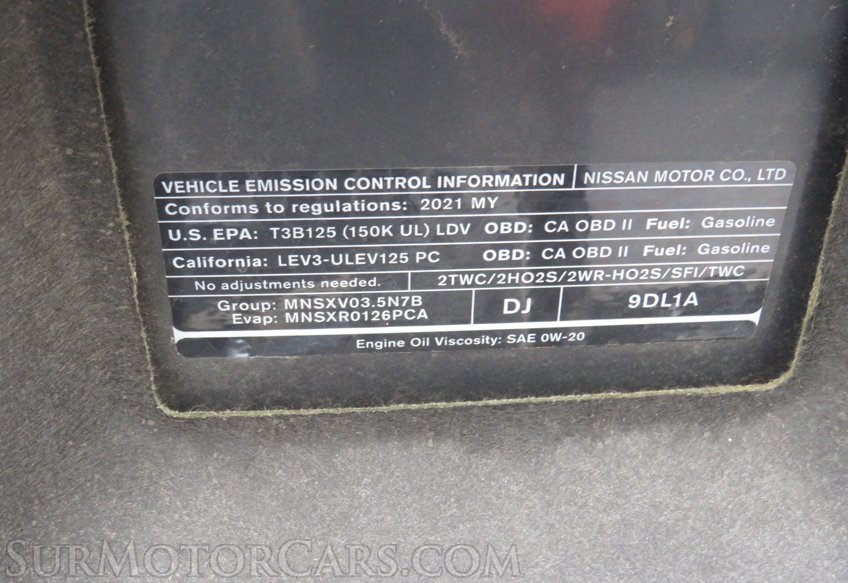 VEHICLE EMISSION CONTROL INFORMATION NISSAN MOTOR CO., LTD
Conforms to regulations: 2021 MY
U.S. EPA: T3B125 (150K UL) LDV OBD: CA OBD II Fuel: Gasoline
California: LEV3-ULEV125 PC OBD: CA OBD II Fuel: Gasoline
No adjustments needed. 2TWC/2HO2S/2WR-HO2S/SFI/TWC
Group: MNSXV03.5N7B DJ 9DL1A
Evap: MNSXR0126PCA
Engine Oil Viscosity: SAE 0W-20
SurMotorCars.com